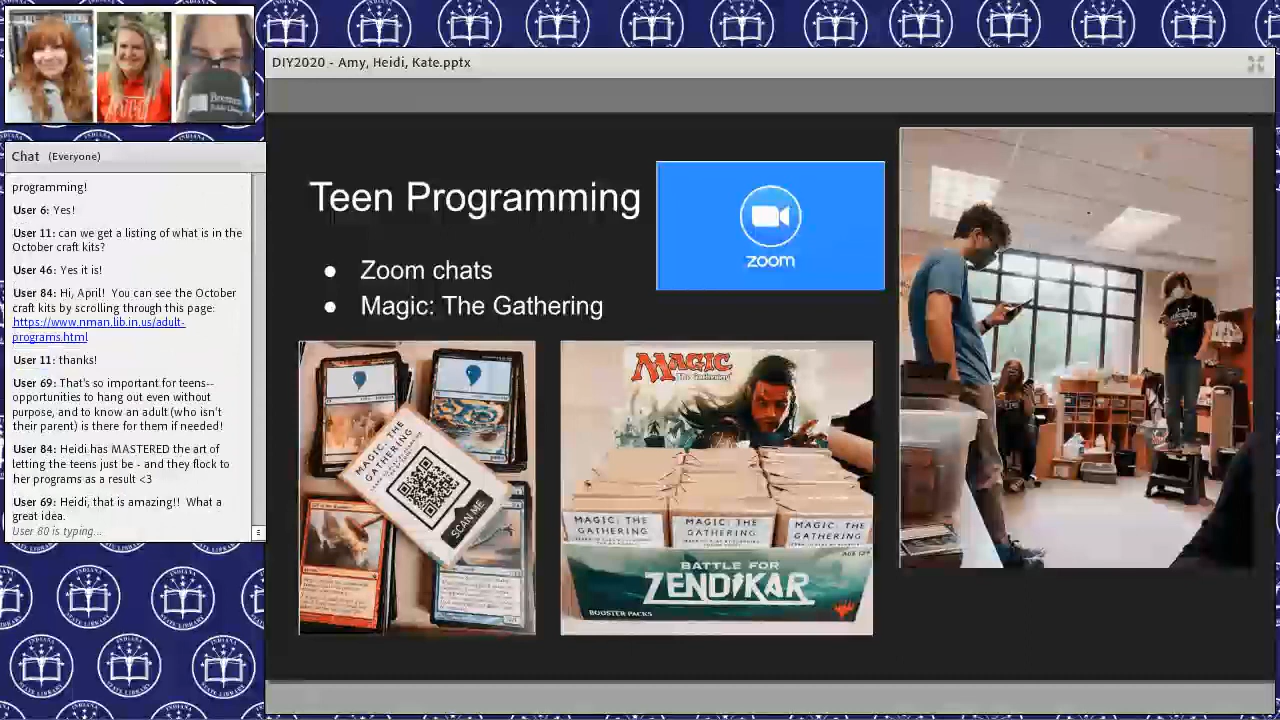 DIY2020 - Amy, Heidi, Kate.pptx
Bremen
Public Library
Chat (Everyone)
programming!
User 6: Yes!
User 11: can we get a listing of what is in the
October craft kits?
User 46: Yes it is!
User 84: Hi, April! You can see the October
craft kits by scrolling through this page:
https://www.nman.lib.in.us/adult-
programs.html
User 11: thanks!
User 69: That's so important for teens--
opportunities to hang out even without
purpose, and to know an adult (who isn't
their parent) is there for them if needed!
User 84: Heidi has MASTERED the art of
letting the teens just be - and they flock to
her programs as a result <3
User 69: Heidi, that is amazing!! What a
great idea.
User 80 is typing...
Teen Programming
● Zoom chats
● Magic: The Gathering
zoom
MAGIC: THE
GATHERING
SCAN ME
MAGIC
The Gathering
MAGIC: THE
GATHERING
MAGIC: THE
GATHERING
MAGIC: THE
GATHERING
AGE 13+
BATTLE FOR
ZENDIKAR
BOOSTER PACKS
INDIANA
STATE LIBRARY